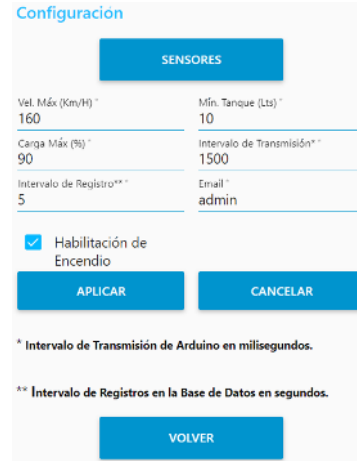 Configuración
SENSORES
Vel. Máx (Km/H) *
Mín. Tanque (Lts) *
160
10
Carga Máx (%) *
Intervalo de Transmisión* *
90
1500
Intervalo de Registro** *
Email *
5
admin
Habilitación de
Encendio
APLICAR
CANCELAR
* Intervalo de Transmisión de Arduino en milisegundos.
** Intervalo de Registros en la Base de Datos en segundos.
VOLVER